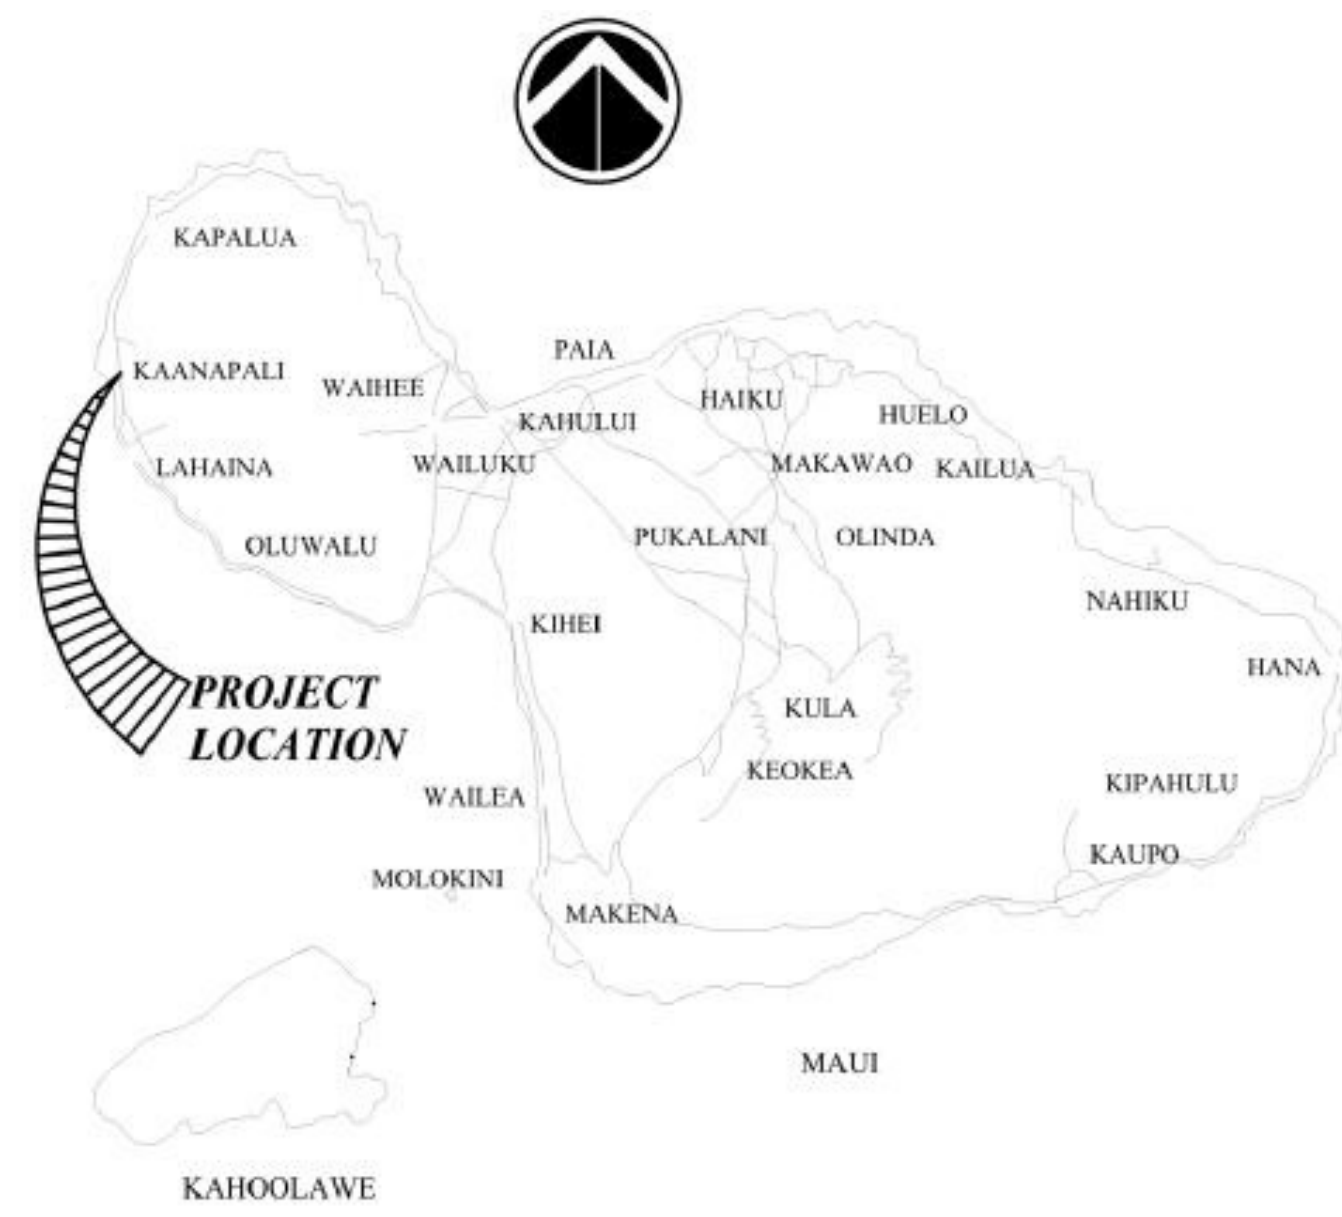 KAPALUA
PAIA
KAANAPALI
WAIHEE
HAIKU
HUELO
KAHULUI
LAHAINA
WAILUKU
MAKAWAO
KAILUA
OLUWALU
PUKALANI
OLINDA
NAHIKU
KIHEI
HANA
PROJECT
LOCATION
KULA
KEOKEA
KIPAHULU
WAILEA
KAUPO
MOLOKINI
MAKENA
MAUI
KAHOOLAWE